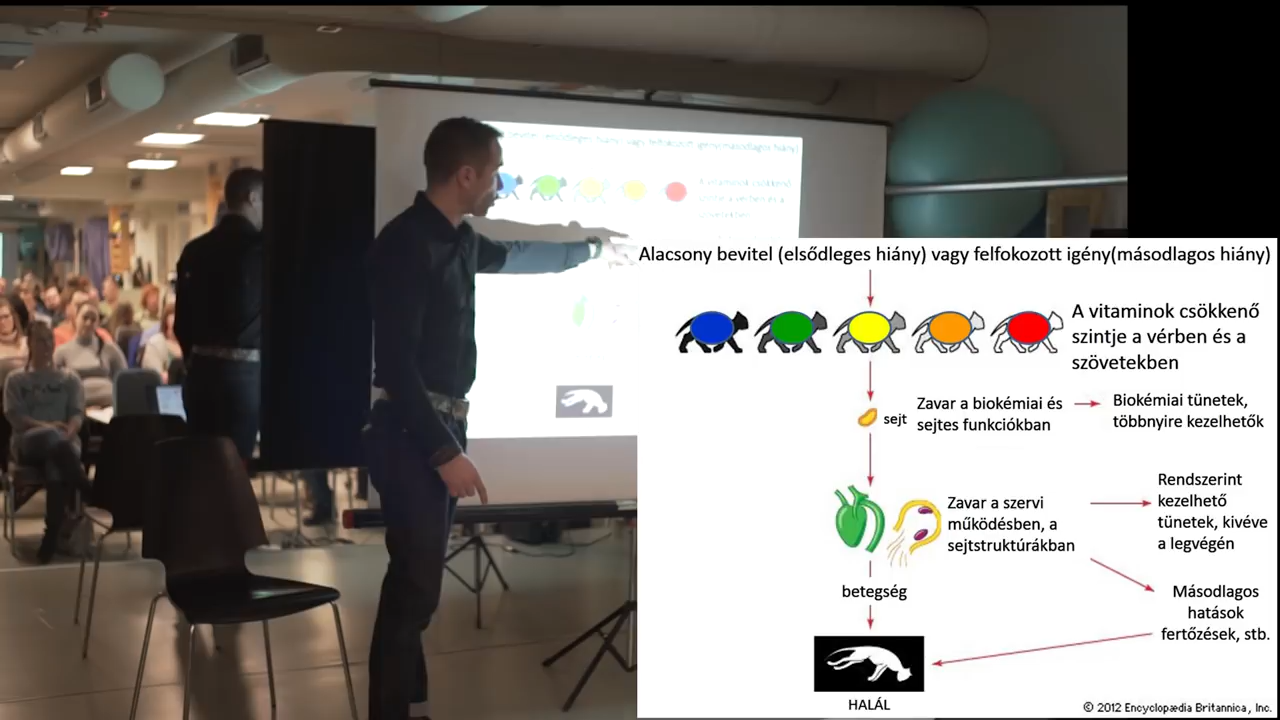 Alacsony bevitel (elsődleges hiány) vagy felfokozott igény(másodlagos hiány)
A vitaminok csökkenő
szintje a vérben és a
szövetekben
sejt
Zavar a biokémiai és
sejtes funkciókban
Biokémiai tünetek,
többnyire kezelhetők
Zavar a szervi
működésben, a
sejtstruktúrákban
Rendszerint
kezelhető
tünetek, kivéve
a legvégén
betegség
Másodlagos
hatások
fertőzések, stb.
HALÁL
© 2012 Encyclopædia Britannica, Inc.